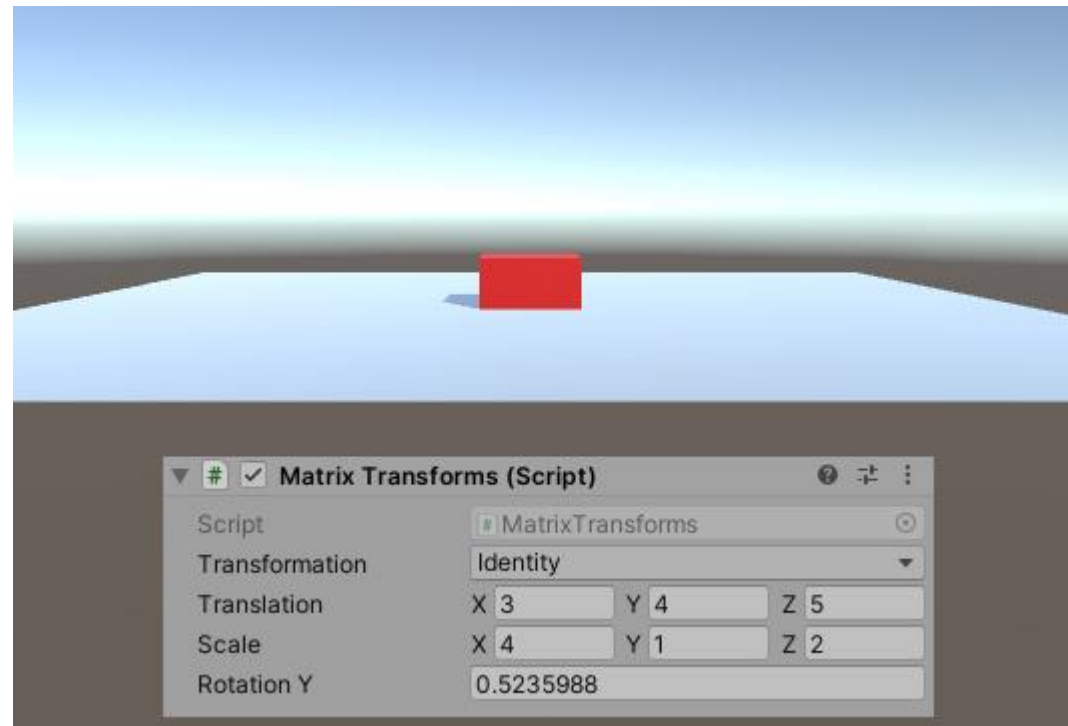 # Matrix Transforms (Script)
Script # MatrixTransforms
Transformation Identity
Translation X 3 Y 4 Z 5
Scale X 4 Y 1 Z 2
Rotation Y 0.5235988